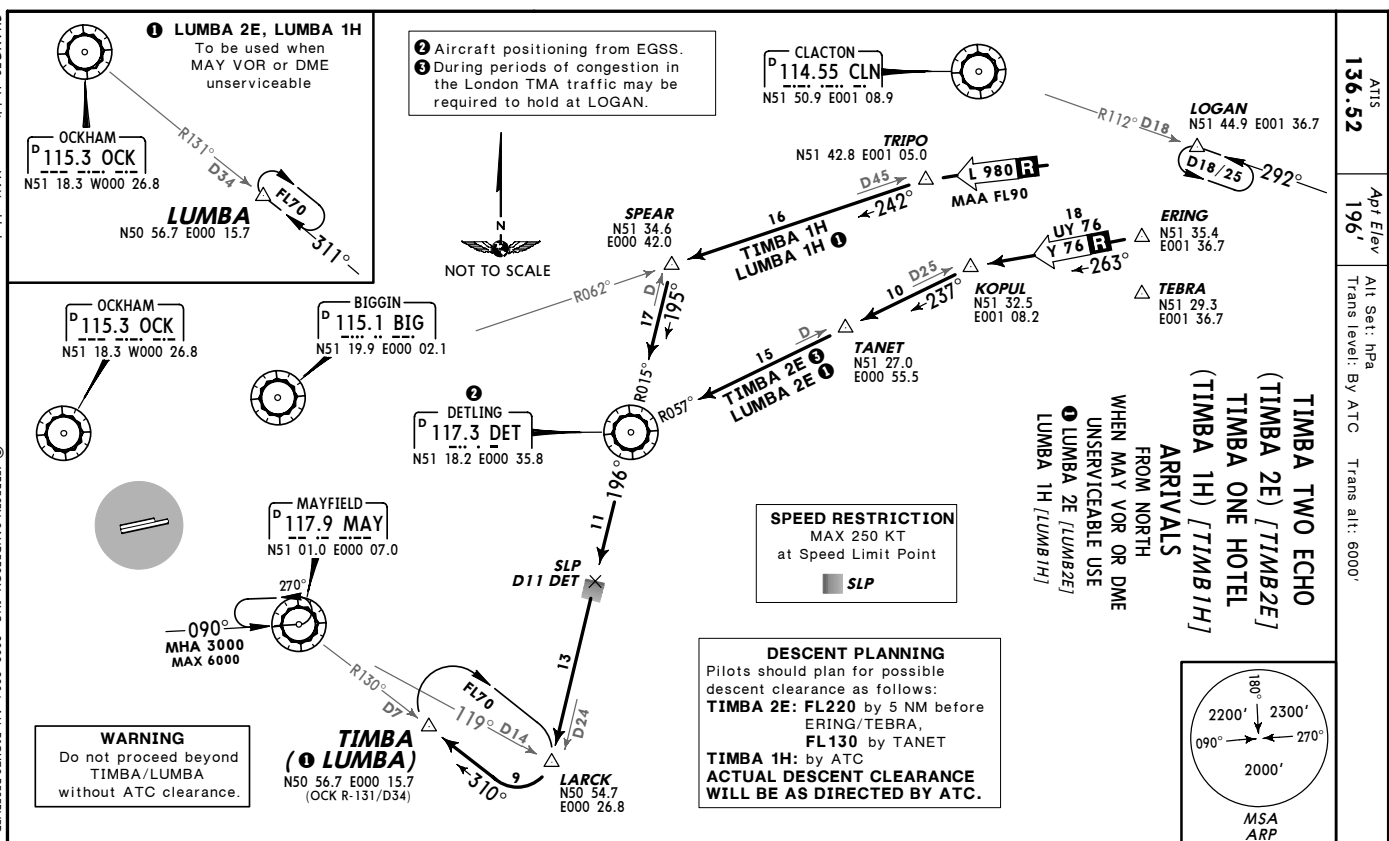 ❶ LUMBA 2E, LUMBA 1H
To be used when
MAY VOR or DME
unserviceable
OCKHAM
D 115.3 OCK
N51 18.3 W000 26.8
R131°
D34
FL70
LUMBA
N50 56.7 E000 15.7
311°
❷ Aircraft positioning from EGSS.
❸ During periods of congestion in
the London TMA traffic may be
required to hold at LOGAN.
N
NOT TO SCALE
CLACTON
D 114.55 CLN
N51 50.9 E001 08.9
R112° D18
LOGAN
N51 44.9 E001 36.7
D18/25
292°
TRIPO
N51 42.8 E001 05.0
L 980 R
MAA FL90
D45
242°
16
TIMBA 1H
LUMBA 1H ❶
SPEAR
N51 34.6
E000 42.0
R062°
D
195°
17
R015°
18
UY 76
Y 76 R
263°
ERING
N51 35.4
E001 36.7
TEBRA
N51 29.3
E001 36.7
KOPUL
N51 32.5
E001 08.2
D25
237°
10
TANET
N51 27.0
E000 55.5
D
15
TIMBA 2E ❸
LUMBA 2E ❶
R057°
OCKHAM
D 115.3 OCK
N51 18.3 W000 26.8
BIGGIN
D 115.1 BIG
N51 19.9 E000 02.1
❷
DETLING
D 117.3 DET
N51 18.2 E000 35.8
196°
11
SLP
D11 DET
13
D24
MAYFIELD
D 117.9 MAY
N51 01.0 E000 07.0
270°
090°
MHA 3000
MAX 6000
R130°
D7
119° D14
FL70
TIMBA
(❶ LUMBA)
N50 56.7 E000 15.7
(OCK R-131/D34)
9
310°
LARCK
N50 54.7
E000 26.8
WARNING
Do not proceed beyond
TIMBA/LUMBA
without ATC clearance.
SPEED RESTRICTION
MAX 250 KT
at Speed Limit Point
SLP
DESCENT PLANNING
Pilots should plan for possible
descent clearance as follows:
TIMBA 2E: FL220 by 5 NM before
ERING/TEBRA,
FL130 by TANET
TIMBA 1H: by ATC
ACTUAL DESCENT CLEARANCE
WILL BE AS DIRECTED BY ATC.
TIMBA TWO ECHO
(TIMBA 2E) [TIMB2E]
TIMBA ONE HOTEL
(TIMBA 1H) [TIMB1H]
ARRIVALS
FROM NORTH
WHEN MAY VOR OR DME
UNSERVICEABLE USE
❶ LUMBA 2E [LUMB2E]
LUMBA 1H [LUMB1H]
ATIS
136.52
Apt Elev
196'
Alt Set: hPa
Trans level: By ATC Trans alt: 6000'
180°
2200' 2300'
090° 270°
2000'
MSA
ARP